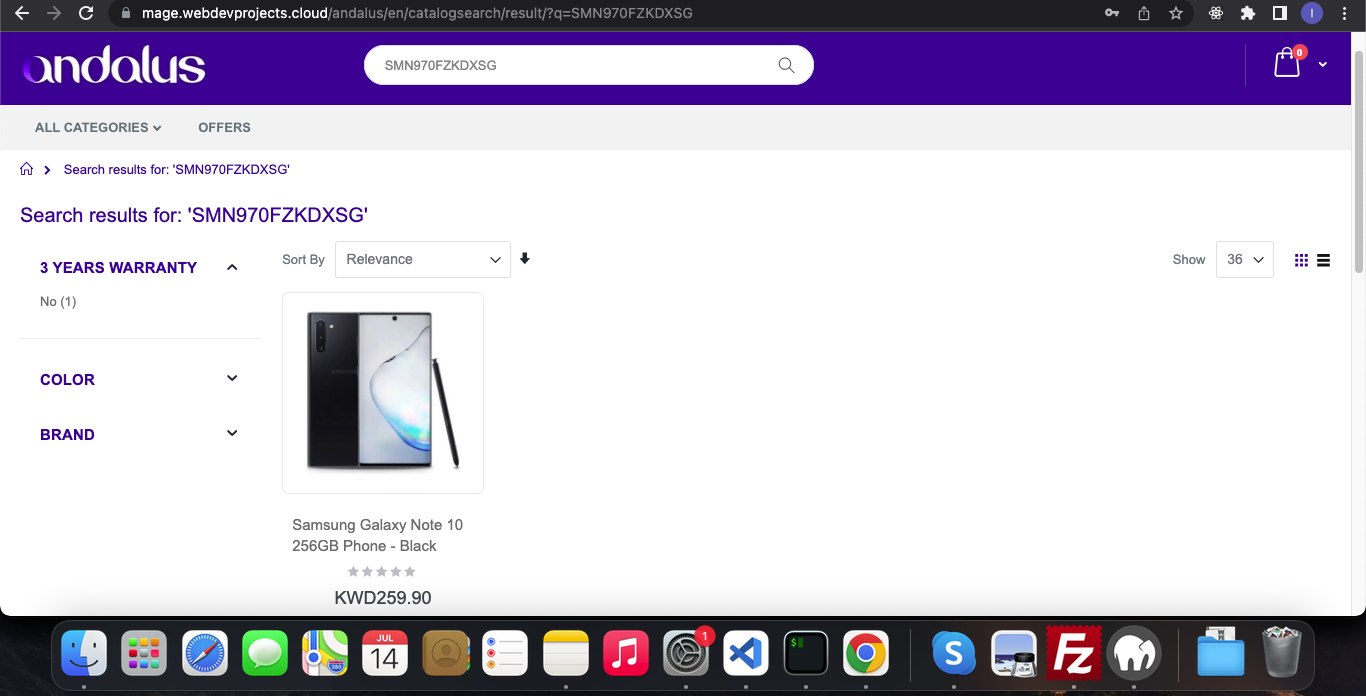 mage.webdevprojects.cloud/andalus/en/catalogsearch/result/?q=SMN970FZKDXSG
I
andalus
SMN970FZKDXSG
0
ALL CATEGORIES
OFFERS
Search results for: 'SMN970FZKDXSG'
Search results for: 'SMN970FZKDXSG'
3 YEARS WARRANTY
No (1)
COLOR
BRAND
Sort By
Relevance
Show
36
Samsung Galaxy Note 10
256GB Phone - Black
KWD259.90
280
JUL
14
1
$
S
Fz